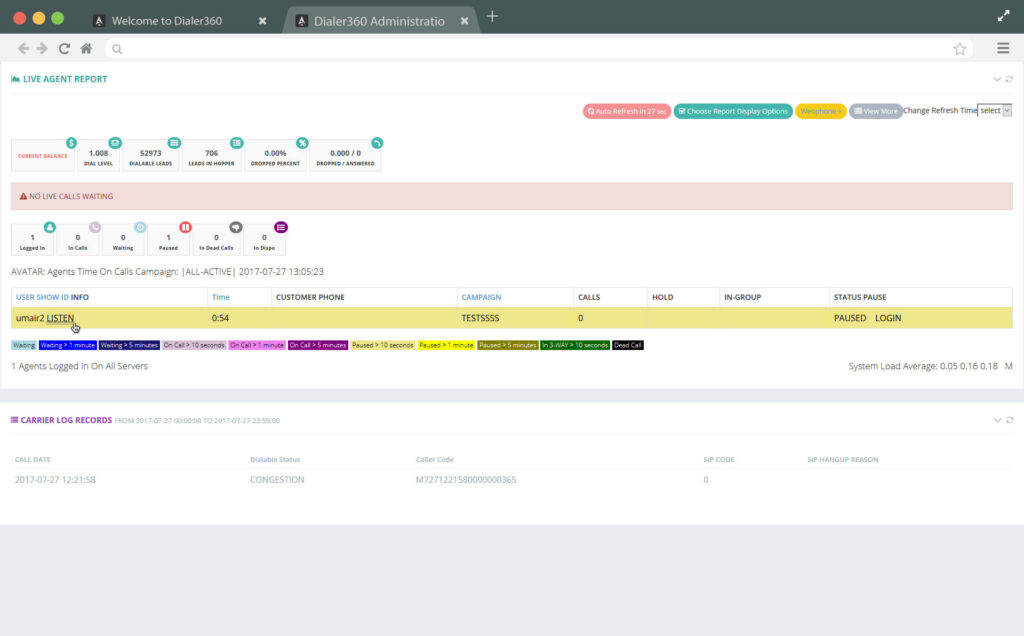 Welcome to Dialer360
Dialer360 Administratio
LIVE AGENT REPORT
Auto Refresh in 27 sec Choose Report Display Options Webphone + View More Change Refresh Time select
CURRENT BALANCE
1.008
DIAL LEVEL
52973
DIALABLE LEADS
706
LEADS IN HOPPER
0.00%
DROPPED PERCENT
0.000 / 0
DROPPED / ANSWERED
NO LIVE CALLS WAITING
1
Logged In
0
In Calls
0
Waiting
1
Paused
0
In Dead Calls
0
In Dispo
AVATAR: Agents Time On Calls Campaign: |ALL-ACTIVE| 2017-07-27 13:05:23
USER SHOW ID INFO Time CUSTOMER PHONE CAMPAIGN CALLS HOLD IN-GROUP STATUS PAUSE
umair2 LISTEN 0:54 TESTSSSS 0 PAUSED LOGIN
Waiting Waiting > 1 minute Waiting > 5 minutes On Call > 10 seconds On Call > 1 minute On Call > 5 minutes Paused > 10 seconds Paused > 1 minute Paused > 5 minutes In 3-WAY > 10 seconds Dead Call
1 Agents Logged In On All Servers System Load Average: 0.05 0.16 0.18 M
CARRIER LOG RECORDS FROM 2017-07-27 00:00:00 TO 2017-07-27 23:59:00
CALL DATE Dialable Status Caller Code SIP CODE SIP HANGUP REASON
2017-07-27 12:21:58 CONGESTION M7271221580000000365 0